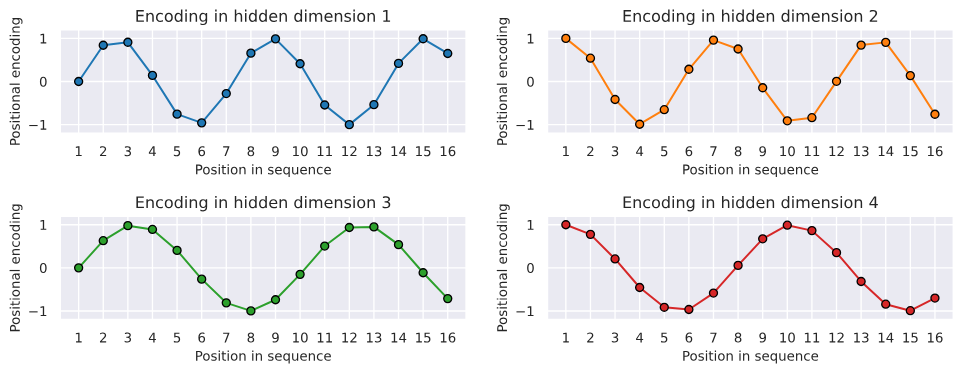 Encoding in hidden dimension 1
Positional encoding
1
0
−1
1 2 3 4 5 6 7 8 9 10 11 12 13 14 15 16
Position in sequence
Encoding in hidden dimension 2
Positional encoding
1
0
−1
1 2 3 4 5 6 7 8 9 10 11 12 13 14 15 16
Position in sequence
Encoding in hidden dimension 3
Positional encoding
1
0
−1
1 2 3 4 5 6 7 8 9 10 11 12 13 14 15 16
Position in sequence
Encoding in hidden dimension 4
Positional encoding
1
0
−1
1 2 3 4 5 6 7 8 9 10 11 12 13 14 15 16
Position in sequence